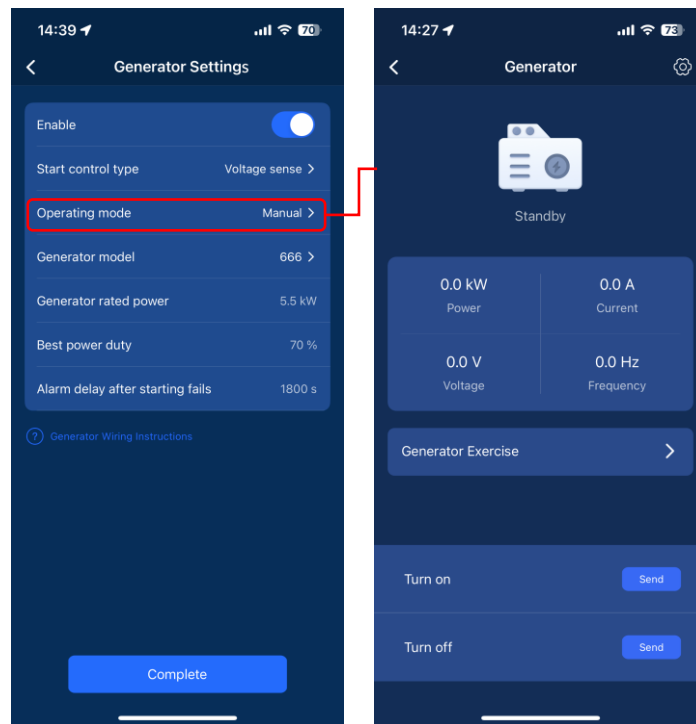 14:39
70
Generator Settings
Enable
Start control type Voltage sense
Operating mode Manual
Generator model 666
Generator rated power 5.5 kW
Best power duty 70 %
Alarm delay after starting fails 1800 s
? Generator Wiring Instructions
Complete
14:27
73
Generator
Standby
0.0 kW 0.0 A
Power Current
0.0 V 0.0 Hz
Voltage Frequency
Generator Exercise
Turn on Send
Turn off Send